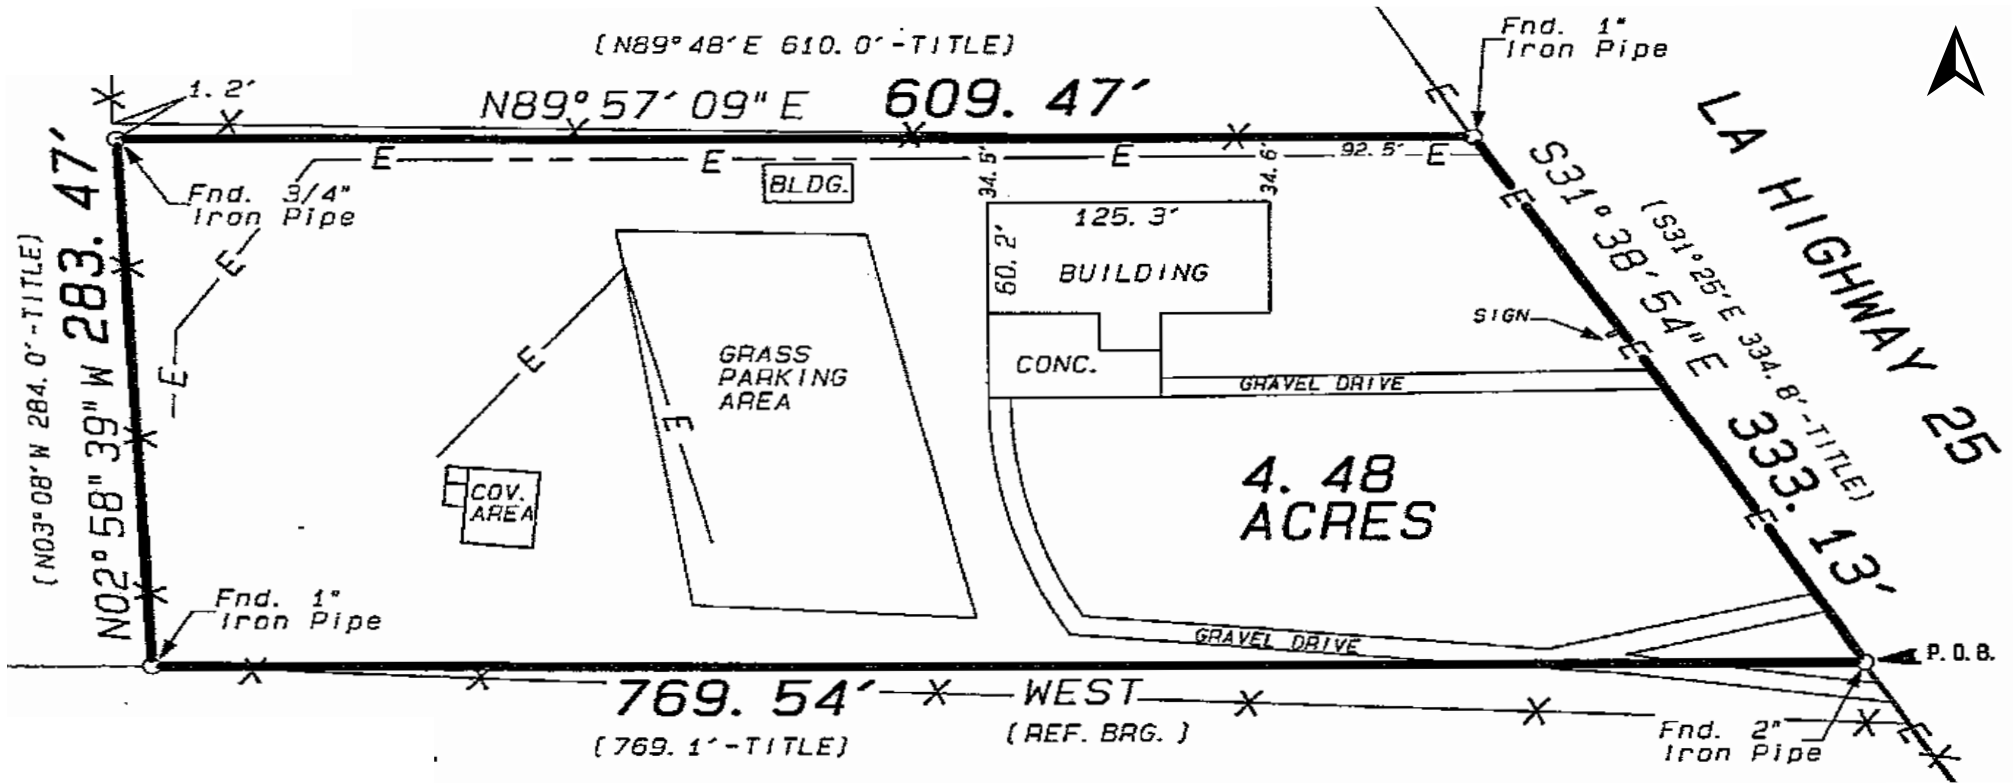 (N89°48'E 610.0'-TITLE)
N89°57'09"E 609.47'
Fnd. 1"
Iron Pipe
1.2'
E
E
E
92.5'
E
E
34.5'
34.6'
Fnd. 3/4"
Iron Pipe
BLDG.
125.3'
60.2'
BUILDING
E
E
E
E
E
GRASS
PARKING
AREA
CONC.
GRAVEL DRIVE
SIGN
E
E
E
E
LA HIGHWAY 25
(S31°25'E 334.8'-TITLE)
S31°38'54"E 333.13'
(N03°08'W 284.0'-TITLE)
N02°58'39"W 283.47'
COV.
AREA
4.48
ACRES
Fnd. 1"
Iron Pipe
GRAVEL DRIVE
P.O.B.
769.54' WEST
(769.1'-TITLE) (REF. BRG.)
Fnd. 2"
Iron Pipe